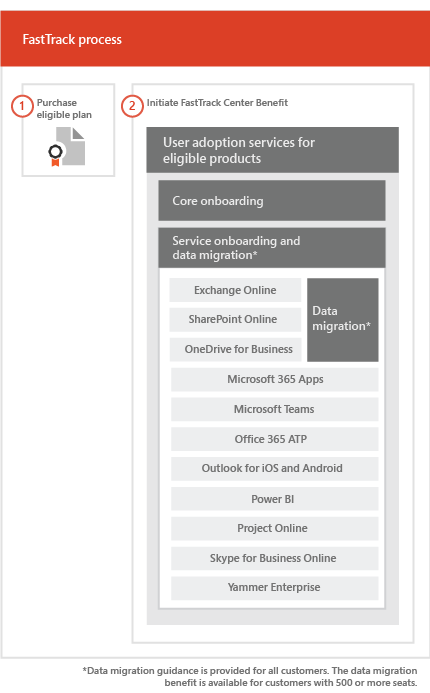 FastTrack process
1
Purchase
eligible plan
2
Initiate FastTrack Center Benefit
User adoption services for
eligible products
Core onboarding
Service onboarding and
data migration*
Exchange Online
SharePoint Online
OneDrive for Business
Data
migration*
Microsoft 365 Apps
Microsoft Teams
Office 365 ATP
Outlook for iOS and Android
Power BI
Project Online
Skype for Business Online
Yammer Enterprise
*Data migration guidance is provided for all customers. The data migration
benefit is available for customers with 500 or more seats.